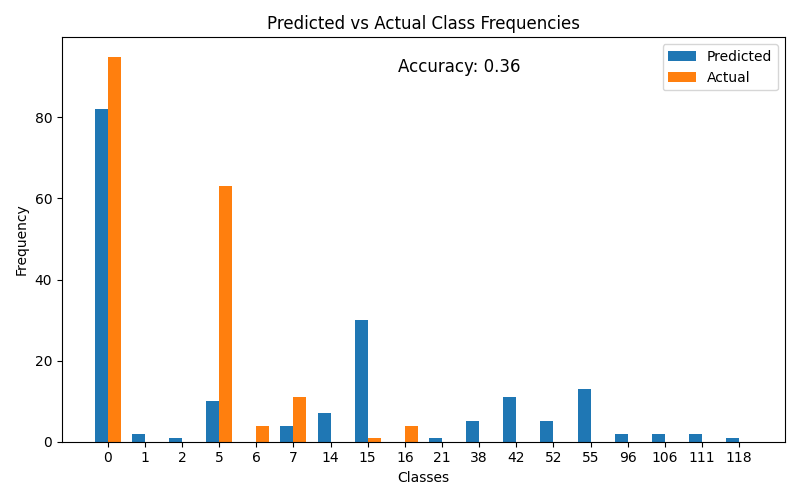 Predicted vs Actual Class Frequencies
Accuracy: 0.36
Predicted
Actual
Frequency
80
60
40
20
0
0 1 2 5 6 7 14 15 16 21 38 42 52 55 96 106 111 118
Classes